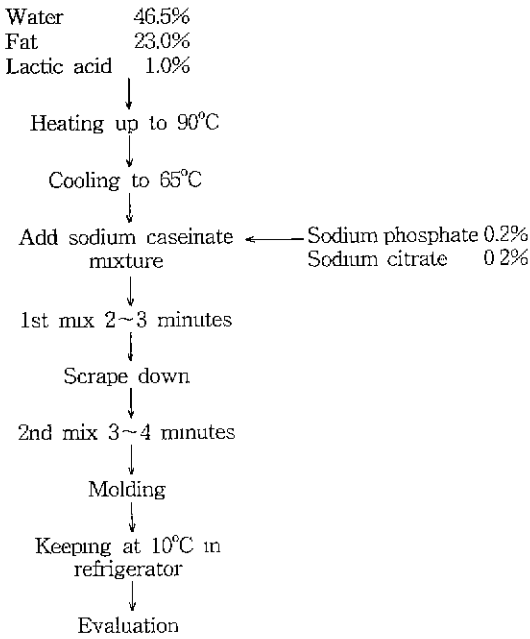 Water 46.5%
Fat 23.0%
Lactic acid 1.0%
Heating up to 90°C
Cooling to 65°C
Add sodium caseinate
mixture
Sodium phosphate 0.2%
Sodium citrate 0 2%
1st mix 2~3 minutes
Scrape down
2nd mix 3~4 minutes
Molding
Keeping at 10°C in
refrigerator
Evaluation